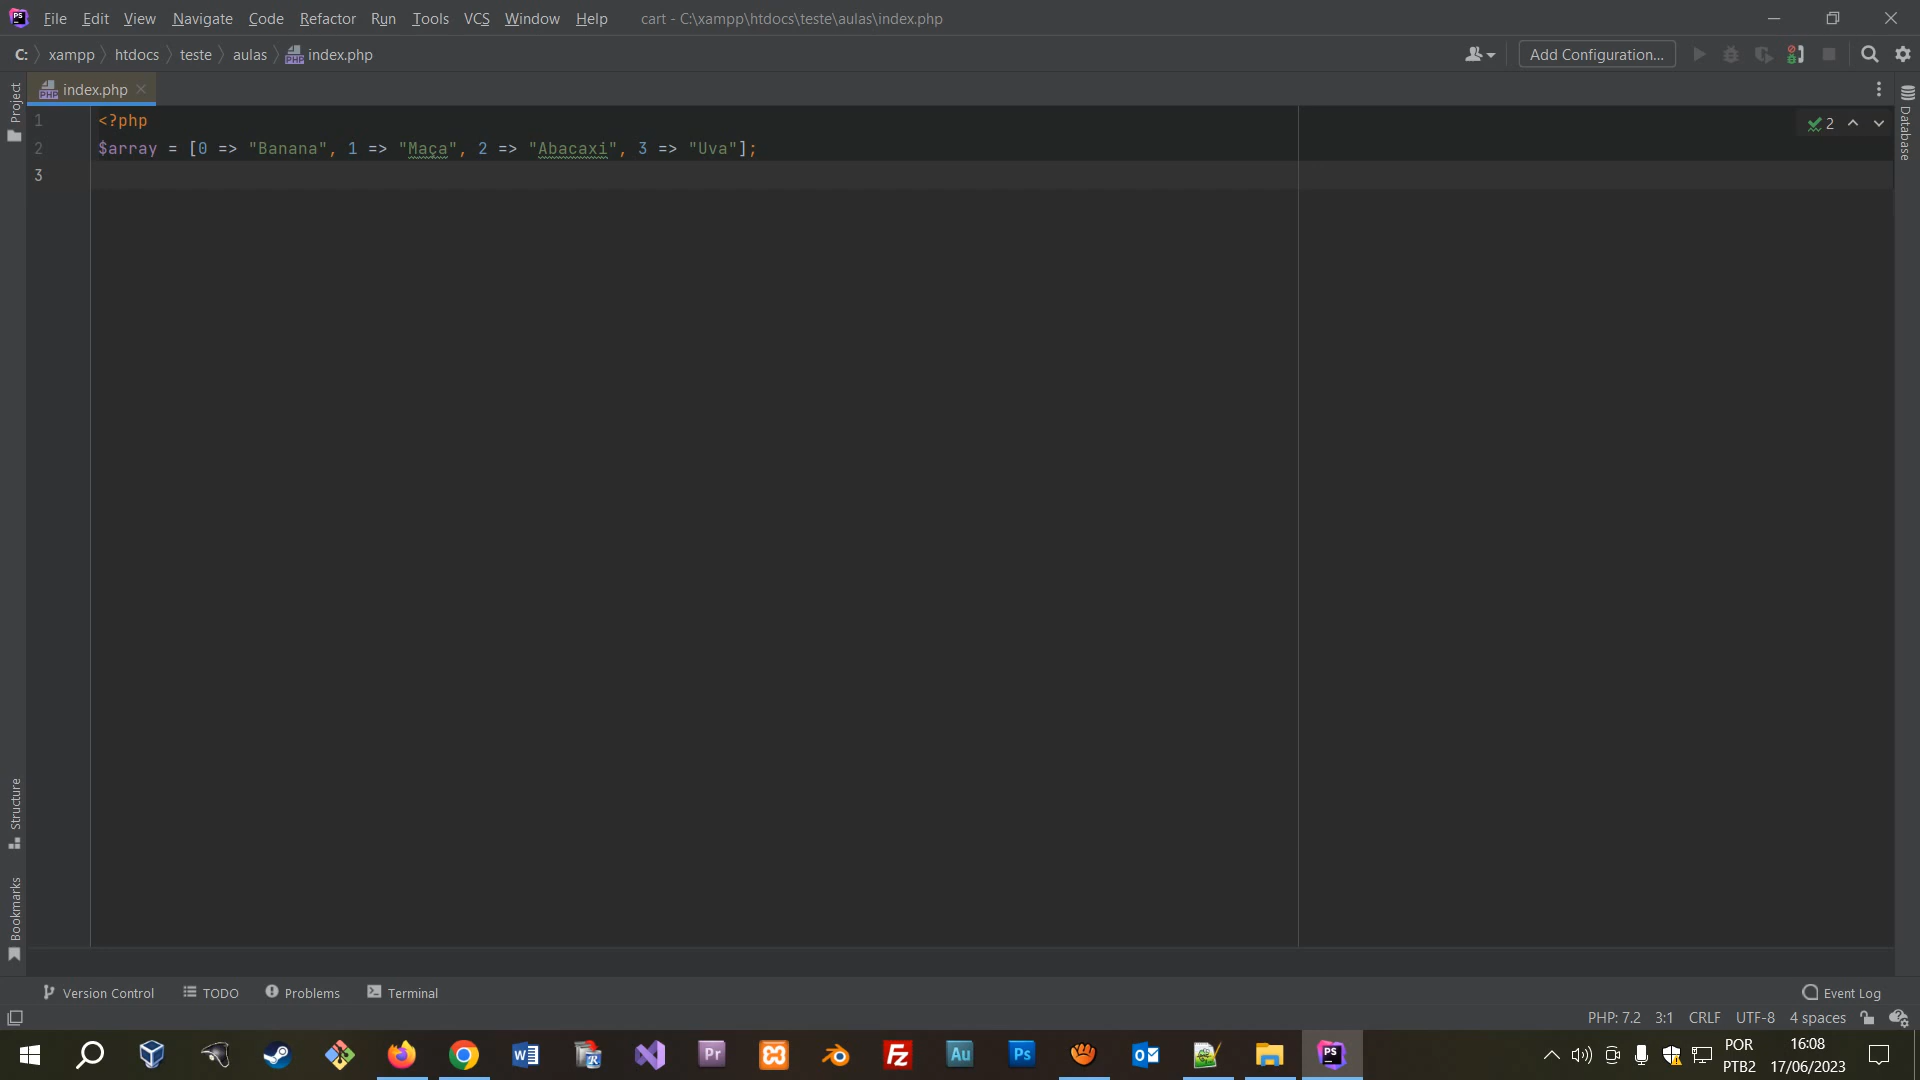 File Edit View Navigate Code Refactor Run Tools VCS Window Help cart - C:\xampp\htdocs\teste\aulas\index.php
C: xampp htdocs teste aulas index.php Add Configuration...
index.php
Project
Database
1 <?php
2 $array = [0 => "Banana", 1 => "Maça", 2 => "Abacaxi", 3 => "Uva"];
3
2
Structure
Bookmarks
Version Control TODO Problems Terminal Event Log
PHP: 7.2 3:1 CRLF UTF-8 4 spaces
POR 16:08
PTB2 17/06/2023